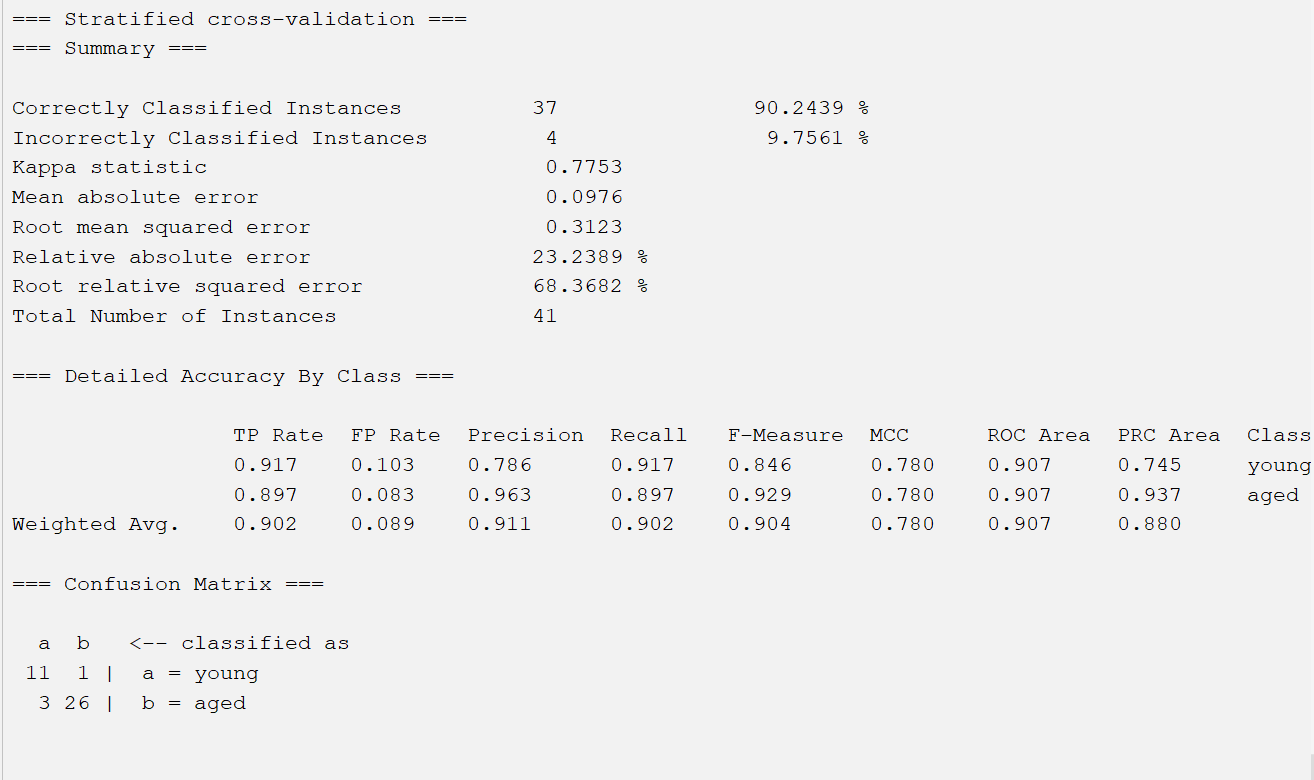 === Stratified cross-validation ===
=== Summary ===
Correctly Classified Instances          37               90.2439 %
Incorrectly Classified Instances         4                9.7561 %
Kappa statistic                          0.7753
Mean absolute error                      0.0976
Root mean squared error                  0.3123
Relative absolute error                 23.2389 %
Root relative squared error             68.3682 %
Total Number of Instances               41
=== Detailed Accuracy By Class ===
                 TP Rate  FP Rate  Precision  Recall   F-Measure  MCC      ROC Area  PRC Area  Class
                 0.917    0.103    0.786      0.917    0.846      0.780    0.907     0.745     young
                 0.897    0.083    0.963      0.897    0.929      0.780    0.907     0.937     aged
Weighted Avg.    0.902    0.089    0.911      0.902    0.904      0.780    0.907     0.880
=== Confusion Matrix ===
  a  b   <-- classified as
 11  1 |  a = young
  3 26 |  b = aged